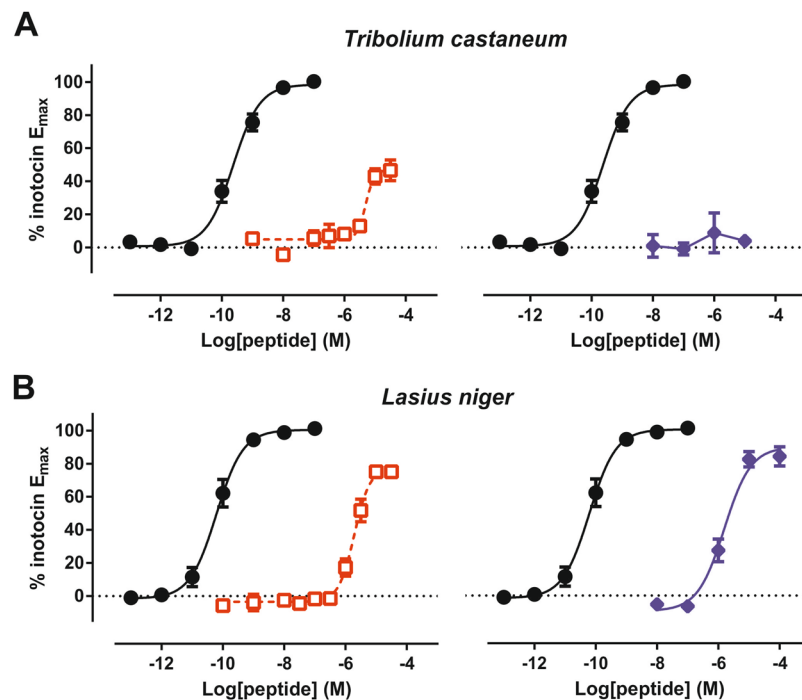 A
Tribolium castaneum
% inotocin Emax
100
80
60
40
20
0
-12 -10 -8 -6 -4
Log[peptide] (M)
-12 -10 -8 -6 -4
Log[peptide] (M)
B
Lasius niger
% inotocin Emax
100
80
60
40
20
0
-12 -10 -8 -6 -4
Log[peptide] (M)
-12 -10 -8 -6 -4
Log[peptide] (M)